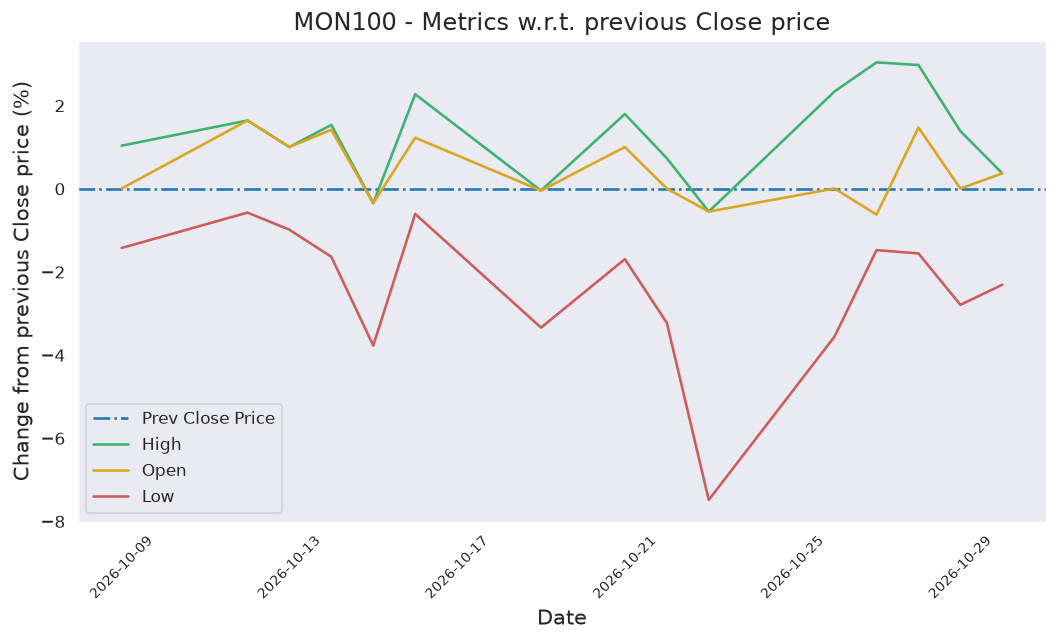 MON100 - Metrics w.r.t. previous Close price
Change from previous Close price (%)
2
0
−2
−4
−6
−8
Prev Close Price
High
Open
Low
2026-10-09
2026-10-13
2026-10-17
2026-10-21
2026-10-25
2026-10-29
Date